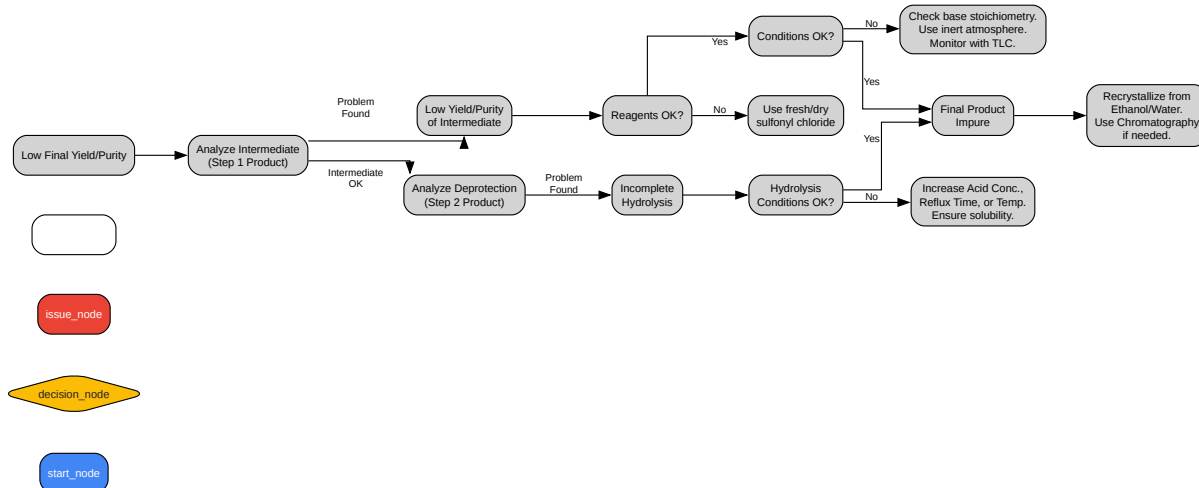 Low Final Yield/Purity
Analyze Intermediate
(Step 1 Product)
Problem
Found
Intermediate
OK
Low Yield/Purity
of Intermediate
Reagents OK?
Yes
No
Conditions OK?
No
Check base stoichiometry.
Use inert atmosphere.
Monitor with TLC.
Yes
Use fresh/dry
sulfonyl chloride
Analyze Deprotection
(Step 2 Product)
Problem
Found
Incomplete
Hydrolysis
Hydrolysis
Conditions OK?
Yes
No
Increase Acid Conc.,
Reflux Time, or Temp.
Ensure solubility.
Final Product
Impure
Recrystallize from
Ethanol/Water.
Use Chromatography
if needed.
issue_node
decision_node
start_node